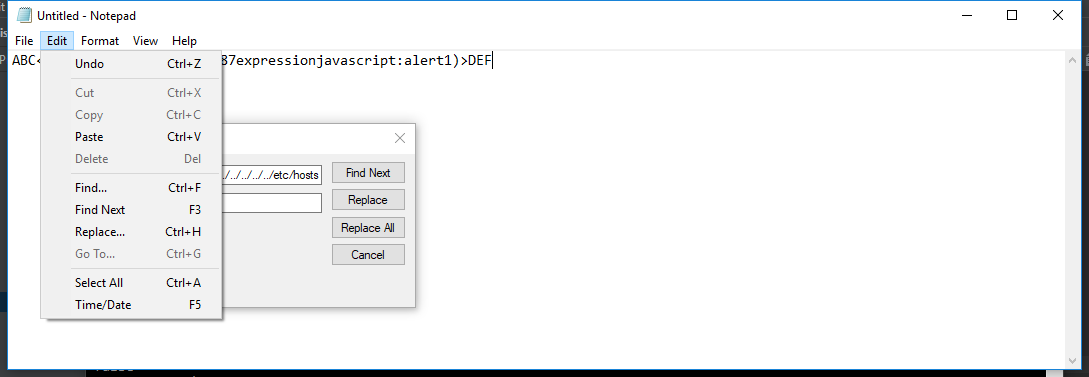 Untitled - Notepad
File Edit Format View Help
ABC< 87expressionjavascript:alert1)>DEF
Undo Ctrl+Z
Cut Ctrl+X
Copy Ctrl+C
Paste Ctrl+V
Delete Del
Find... Ctrl+F
Find Next F3
Replace... Ctrl+H
Go To... Ctrl+G
Select All Ctrl+A
Time/Date F5
/../../../../etc/hosts
Find Next
Replace
Replace All
Cancel